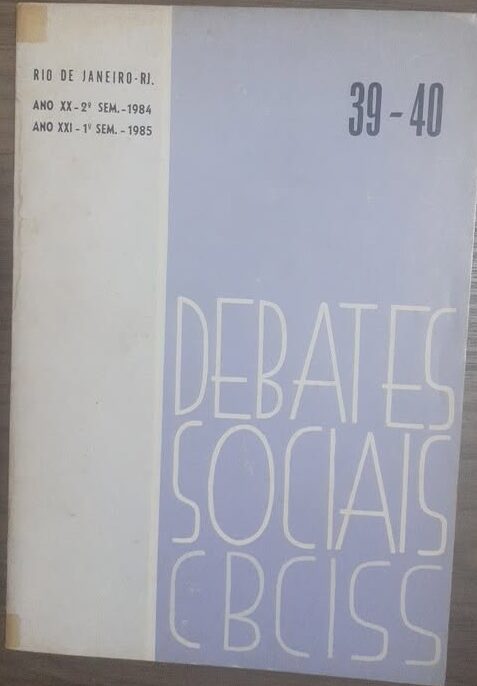 RIO DE JANEIRO-RJ.
ANO XX-2º SEM.-1984
ANO XXI-1º SEM.-1985
39-40
DEBATES
SOCIAIS
CBCISS